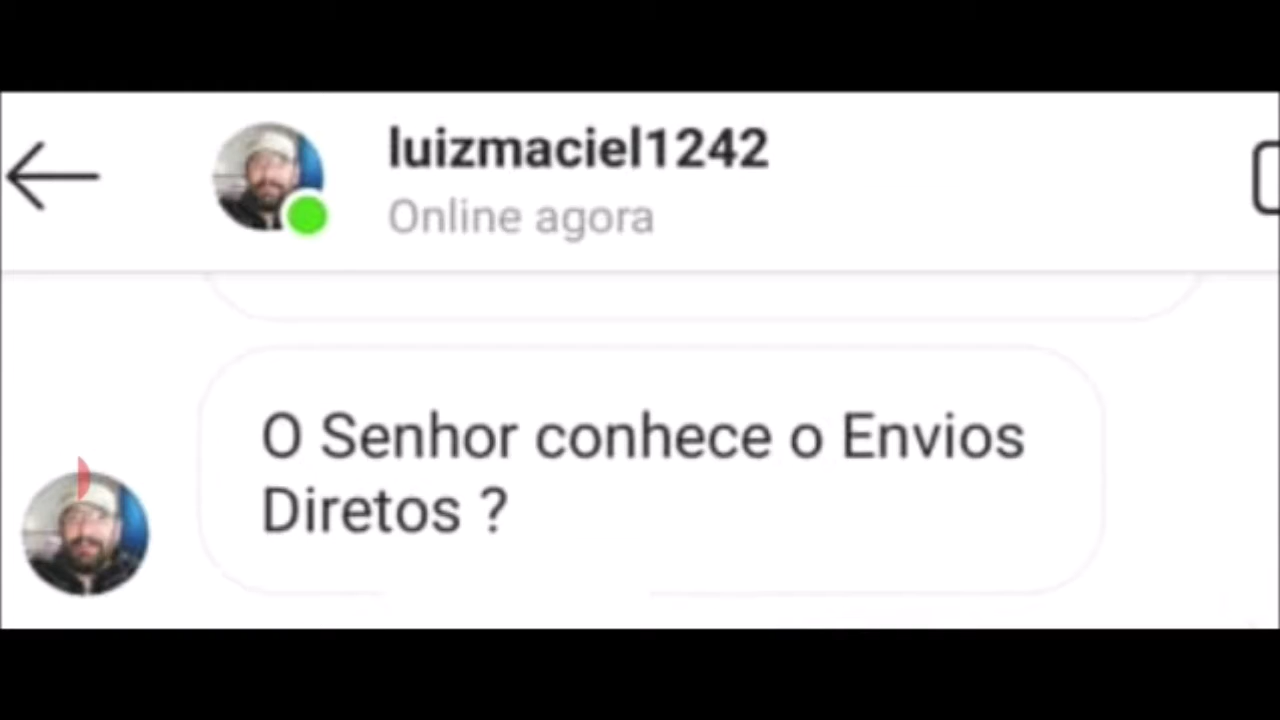 luizmaciel1242
Online agora
O Senhor conhece o Envios
Diretos ?